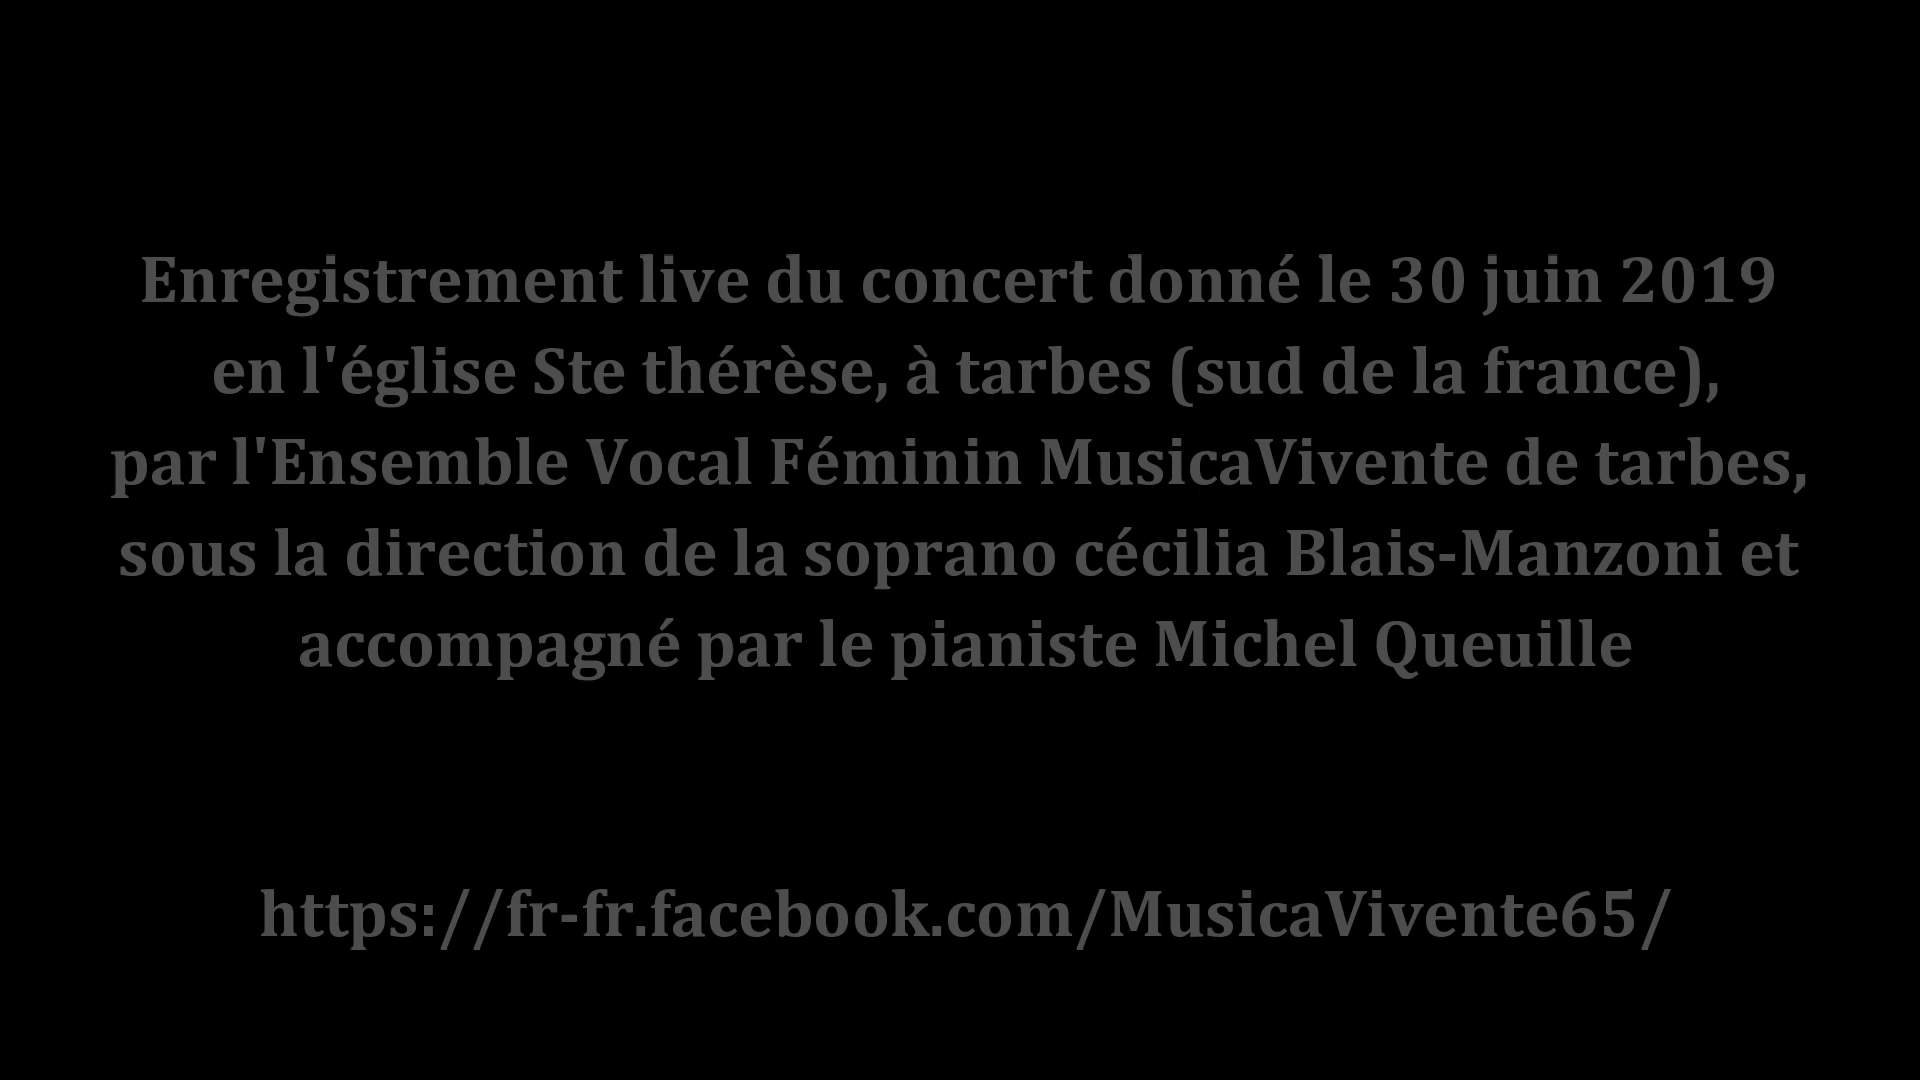 Enregistrement live du concert donné le 30 juin 2019
en l'église Ste thérèse, à tarbes (sud de la france),
par l'Ensemble Vocal Féminin MusicaVivente de tarbes,
sous la direction de la soprano cécilia Blais-Manzoni et
accompagné par le pianiste Michel Queuille
https://fr-fr.facebook.com/MusicaVivente65/